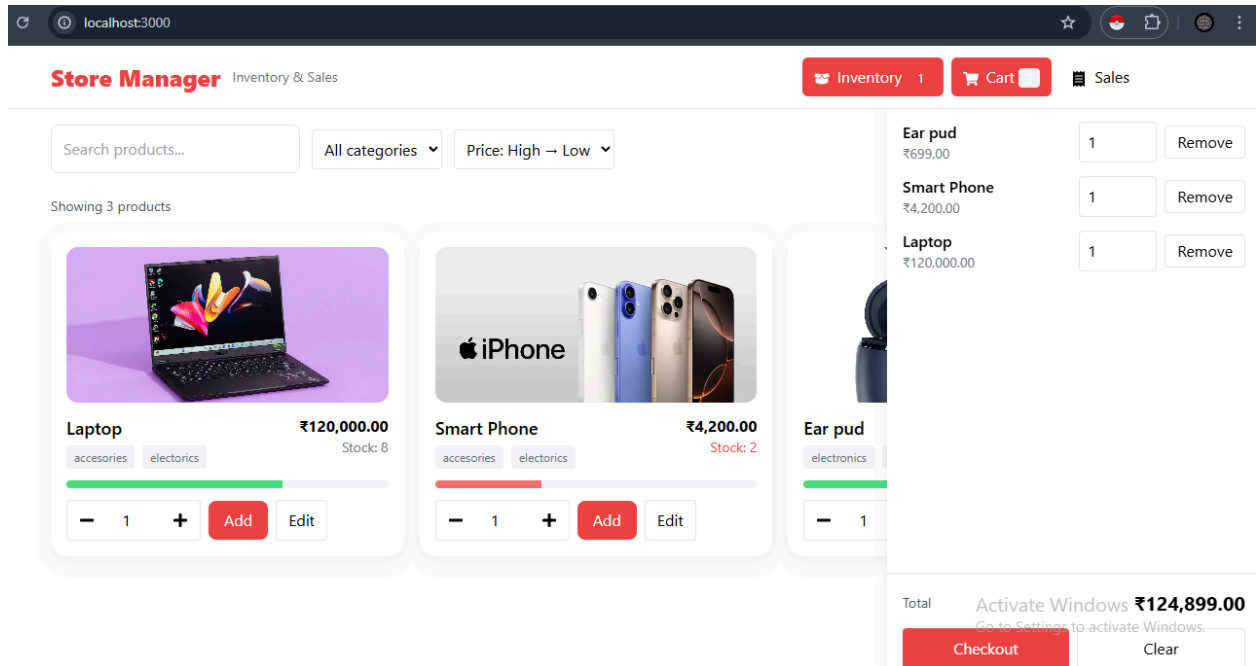 localhost:3000
Store Manager Inventory & Sales Inventory 1 Cart Sales
Search products... All categories Price: High → Low
Showing 3 products
iPhone
Laptop ₹120,000.00
Stock: 8
accesories electorics
1 Add Edit
Smart Phone ₹4,200.00
Stock: 2
accesories electorics
1 Add Edit
Ear pud
electronics
1
Ear pud 1 Remove
₹699.00
Smart Phone 1 Remove
₹4,200.00
Laptop 1 Remove
₹120,000.00
Total ₹124,899.00
Activate Windows
Go to Settings to activate Windows.
Checkout Clear